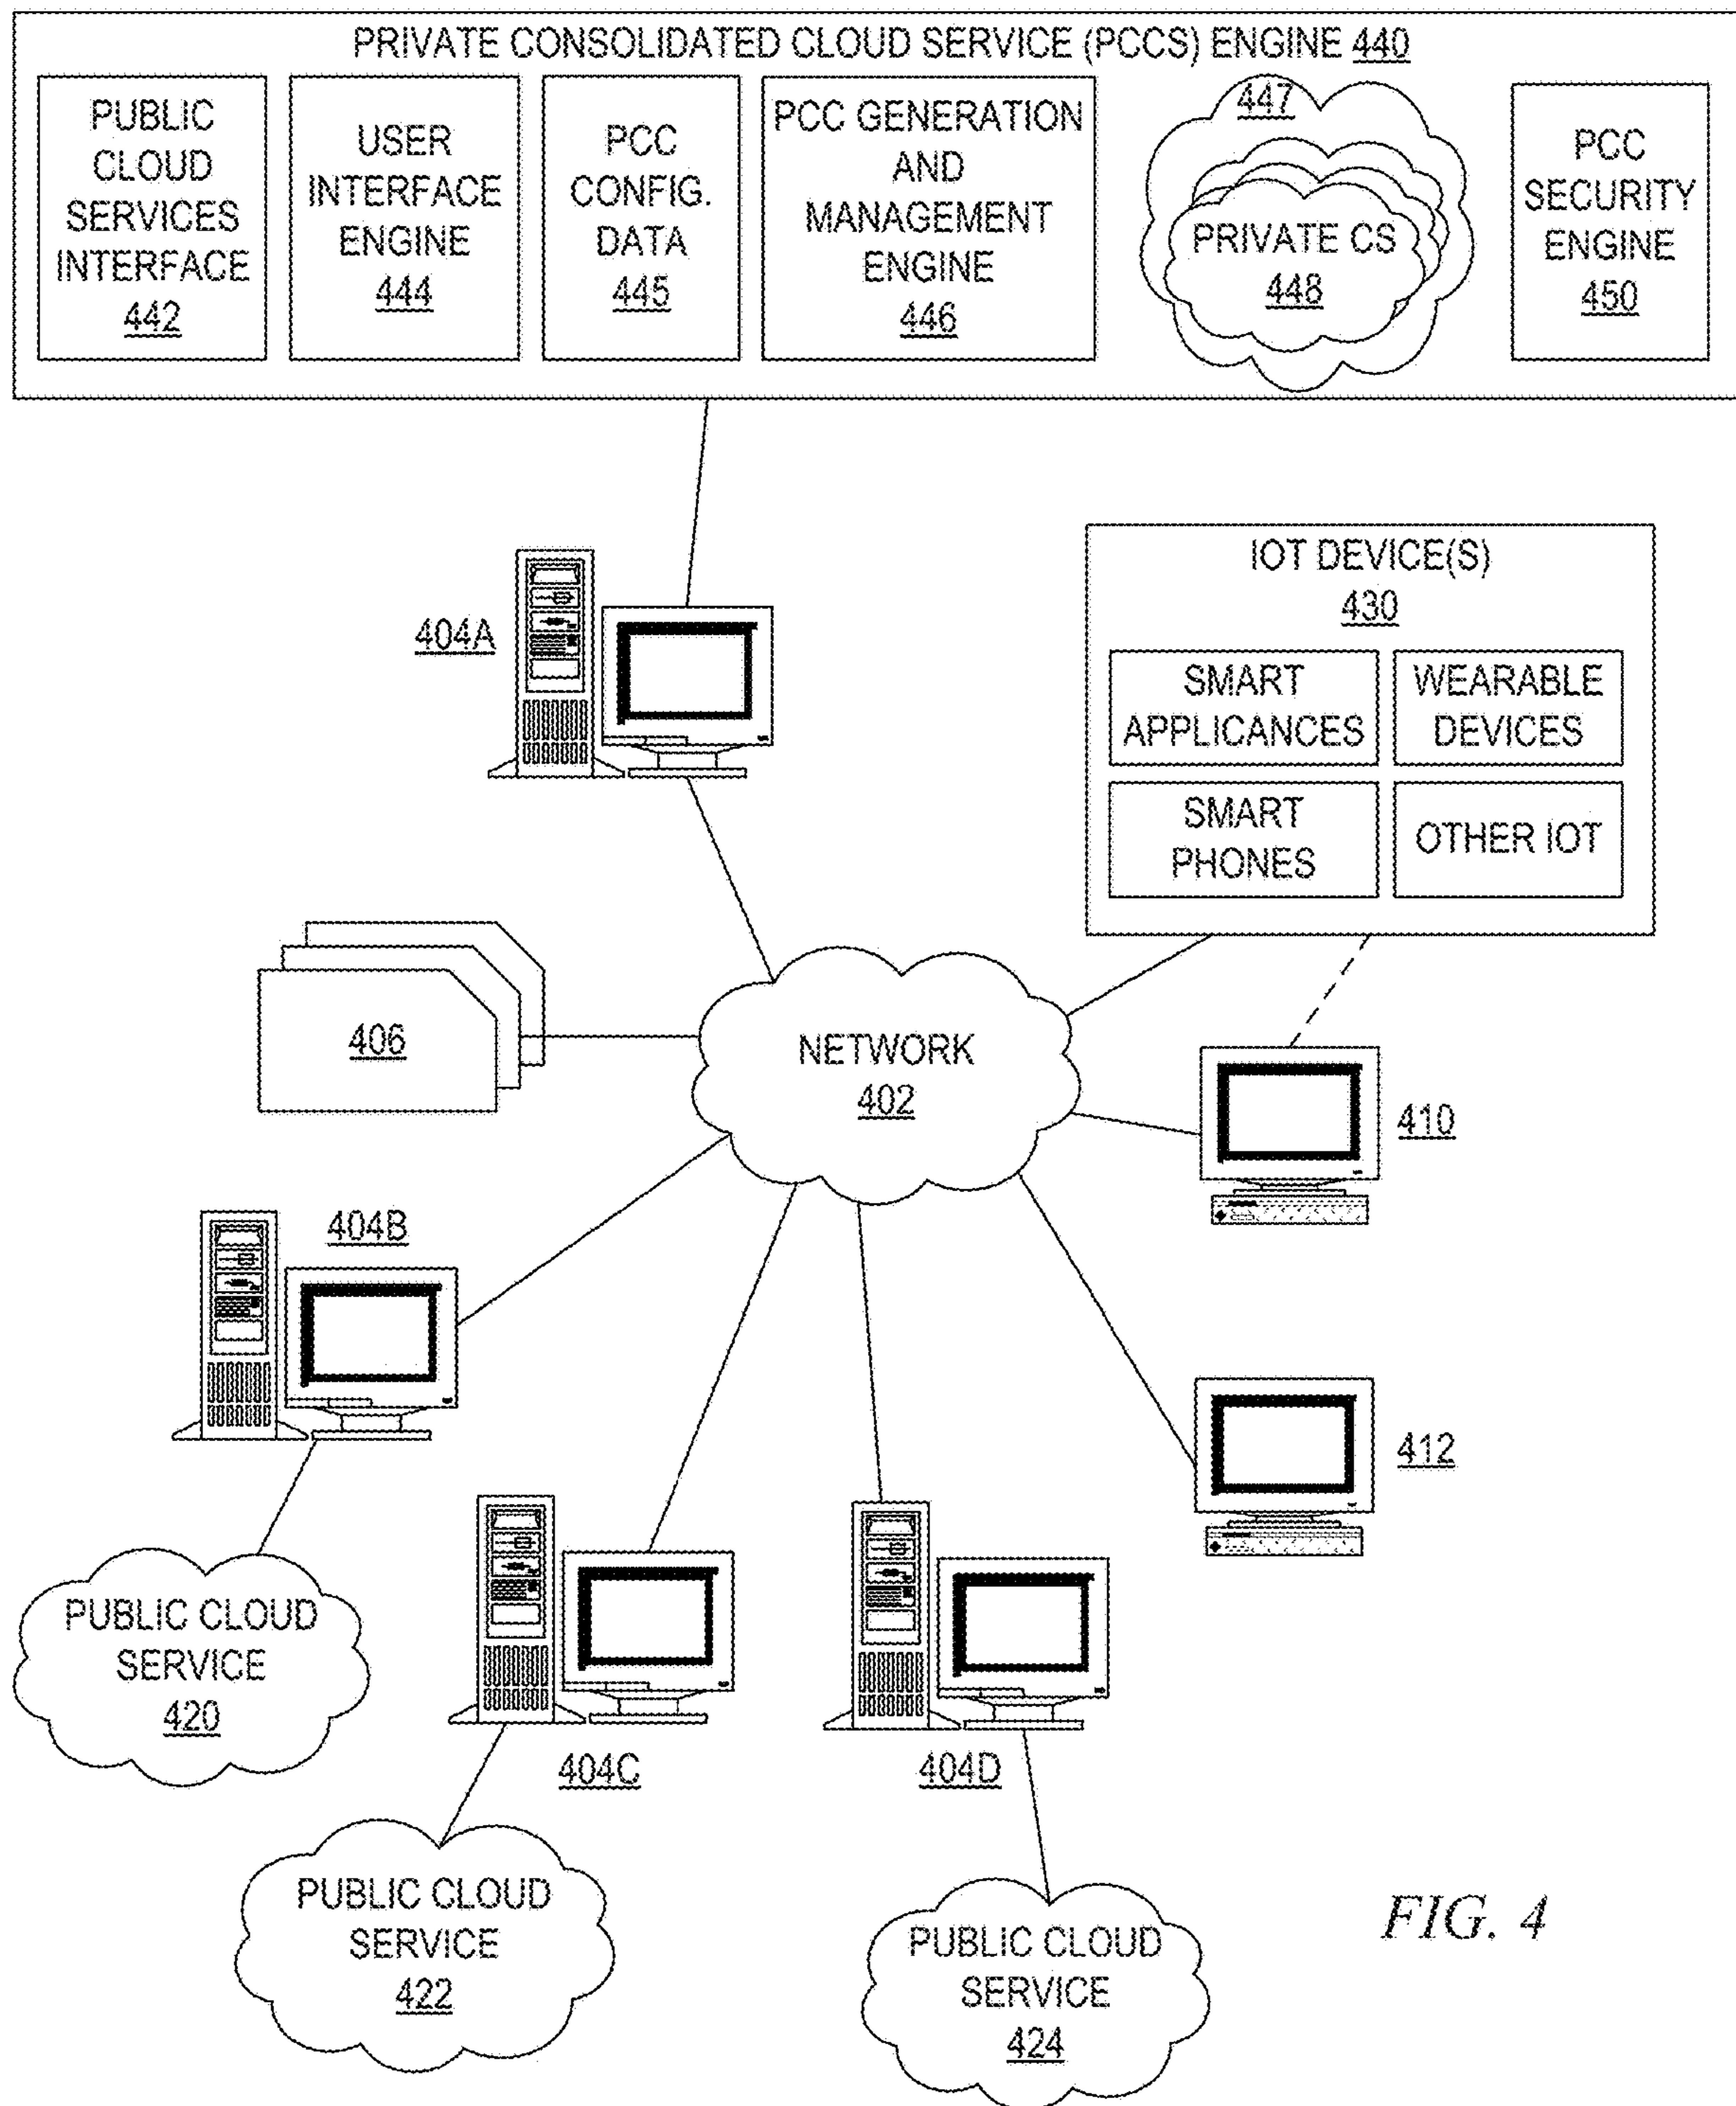 PRIVATE CONSOLIDATED CLOUD SERVICE (PCCS) ENGINE 440
PUBLIC
CLOUD
SERVICES
INTERFACE
442
USER
INTERFACE
ENGINE
444
PCC
CONFIG.
DATA
445
PCC GENERATION
AND
MANAGEMENT
ENGINE
446
447
PRIVATE CS
448
PCC
SECURITY
ENGINE
450
404A
IOT DEVICE(S)
430
SMART
APPLICANCES
WEARABLE
DEVICES
SMART
PHONES
OTHER IOT
406
NETWORK
402
410
404B
412
PUBLIC CLOUD
SERVICE
420
404C
404D
PUBLIC CLOUD
SERVICE
422
PUBLIC CLOUD
SERVICE
424
FIG. 4